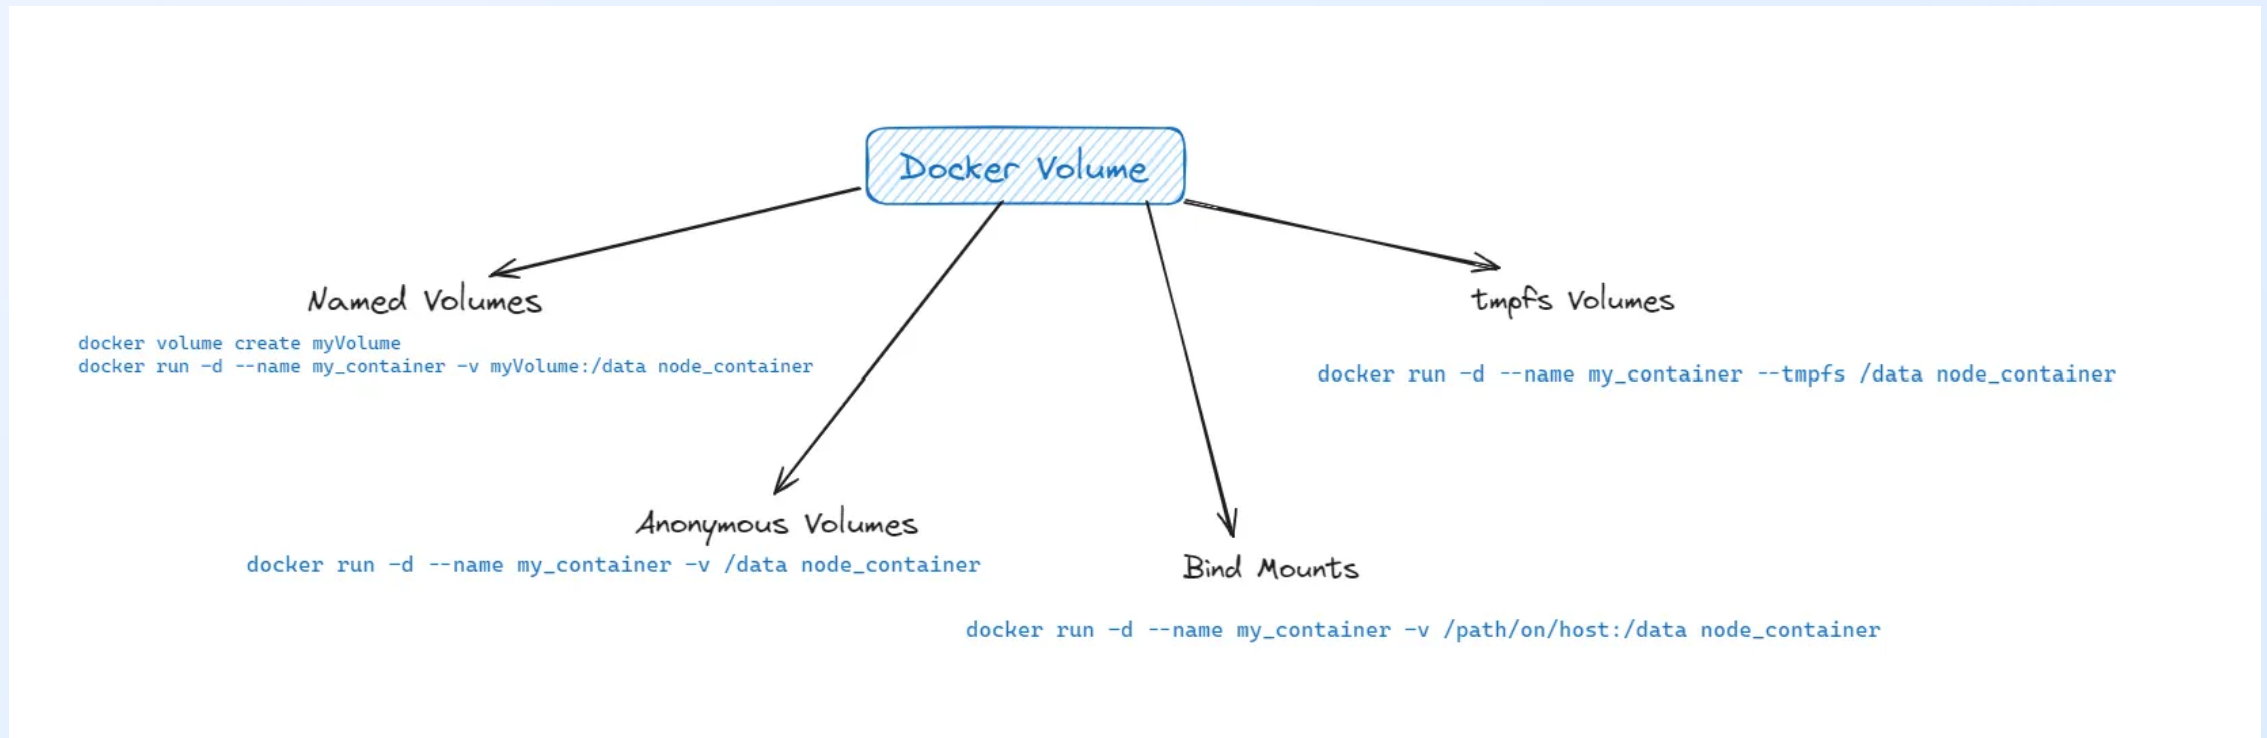 Docker Volume
Named Volumes
docker volume create myVolume
docker run -d --name my_container -v myVolume:/data node_container
tmpfs Volumes
docker run -d --name my_container --tmpfs /data node_container
Anonymous Volumes
docker run -d --name my_container -v /data node_container
Bind Mounts
docker run -d --name my_container -v /path/on/host:/data node_container